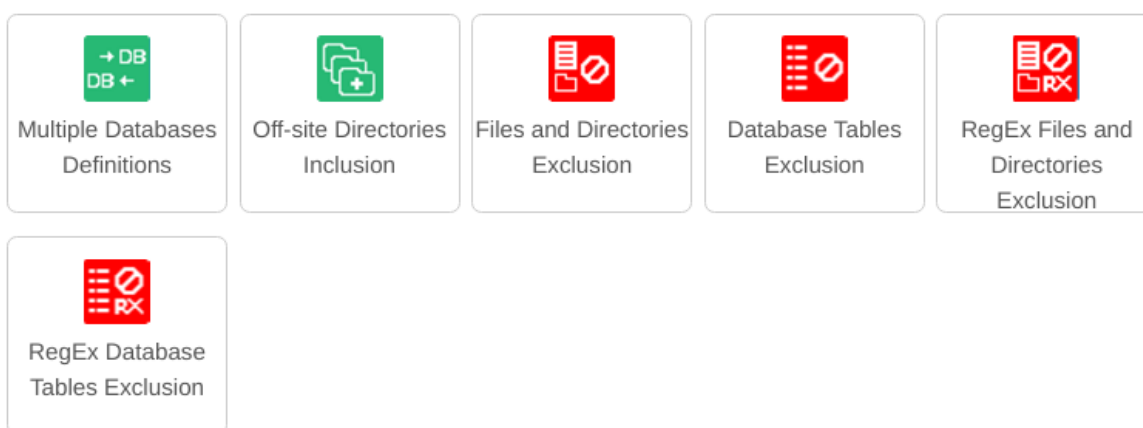 → DB
DB ←
Multiple Databases
Definitions
Off-site Directories
Inclusion
Files and Directories
Exclusion
Database Tables
Exclusion
RX
RegEx Files and
Directories
Exclusion
RX
RegEx Database
Tables Exclusion